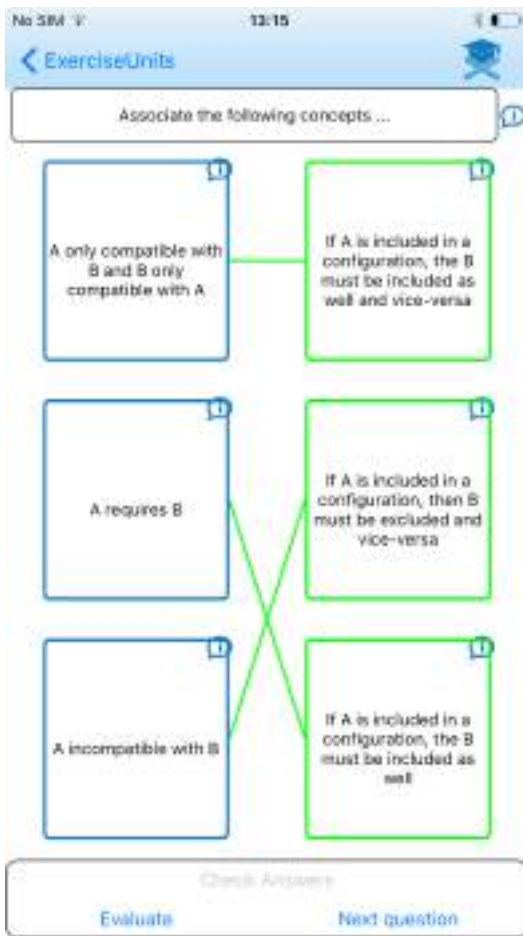 No SIM
13:15
ExerciseUnits
Associate the following concepts ...
A only compatible with
B and B only
compatible with A
If A is included in a
configuration, the B
must be included as
well and vice-versa
A requires B
If A is included in a
configuration, then B
must be excluded and
vice-versa
A incompatible with B
If A is included in a
configuration, the B
must be included as
well
Check Answers
Evaluate
Next question